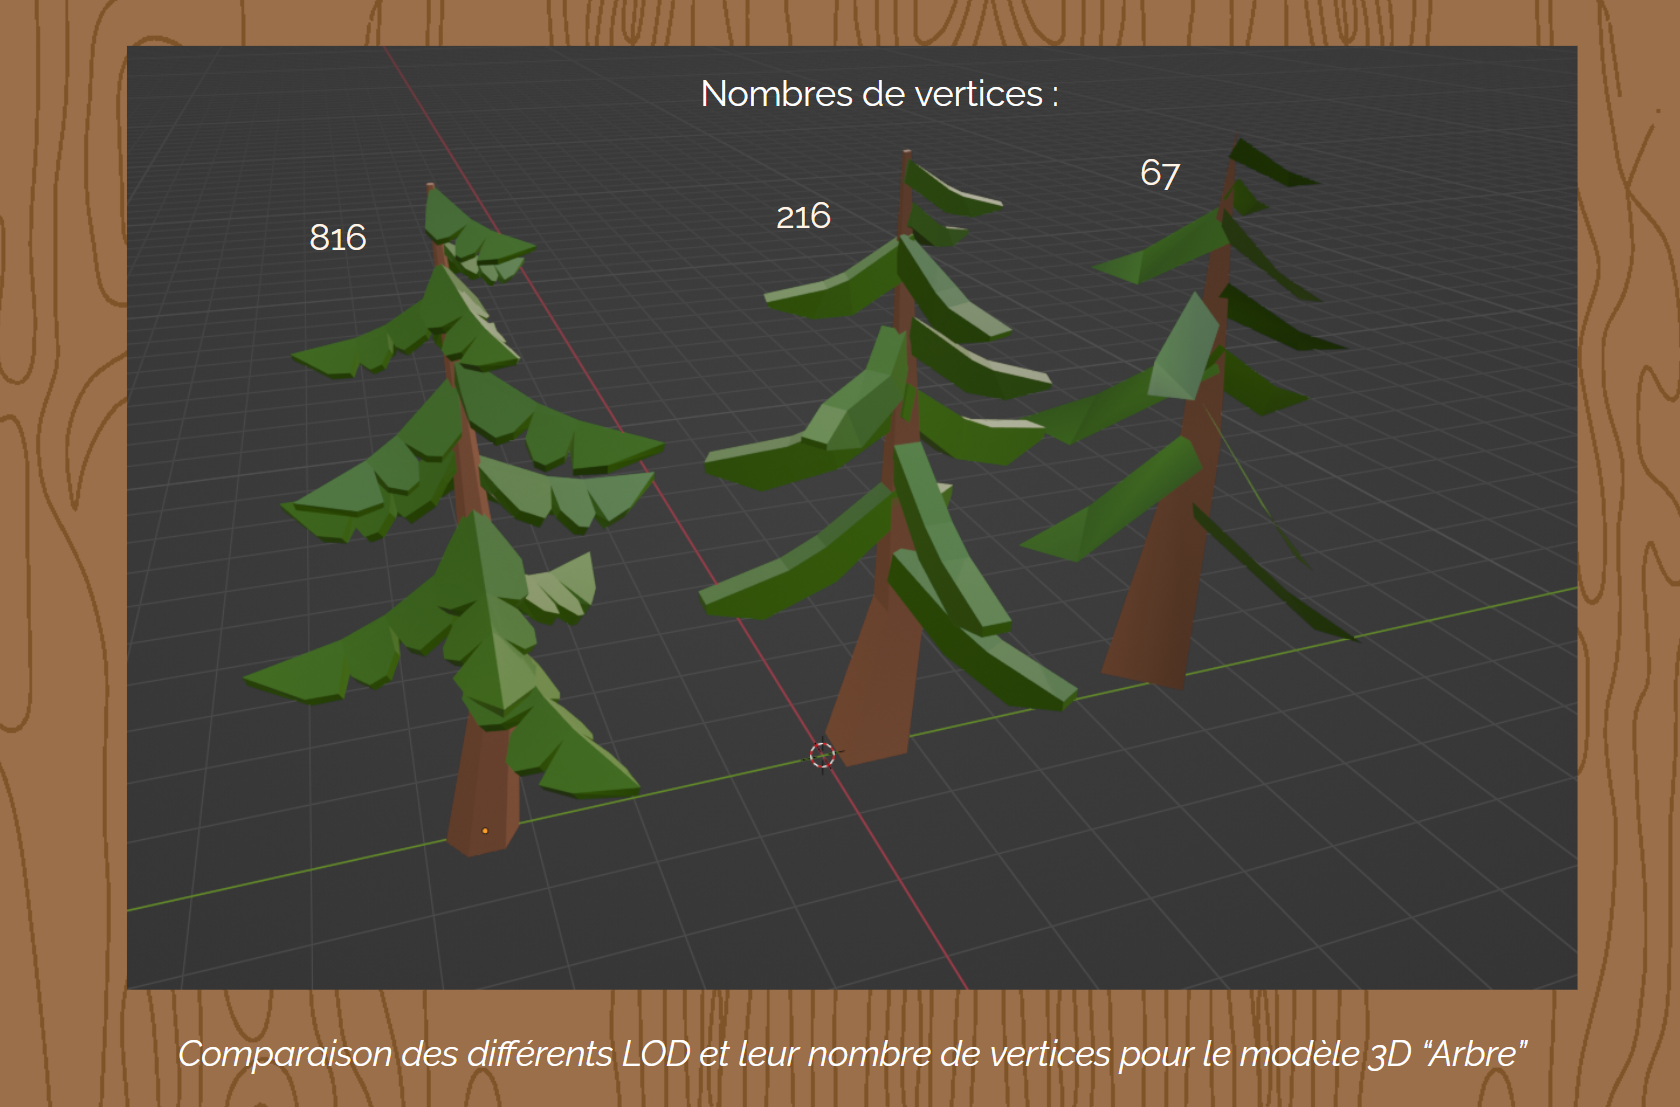 Nombres de vertices :
67
216
816
Comparaison des différents LOD et leur nombre de vertices pour le modèle 3D “Arbre”